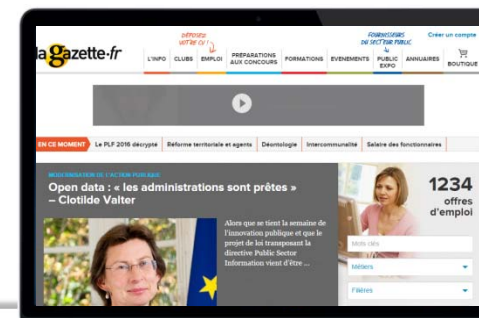 DÉPOSEZ
VOTRE CV !
FOURNISSEURS
DU SECTEUR PUBLIC
Créer un compte
la gazette·fr
L'INFO
CLUBS
EMPLOI
PRÉPARATIONS
AUX CONCOURS
FORMATIONS
EVENEMENTS
PUBLIC
EXPO
ANNUAIRES
BOUTIQUE
EN CE MOMENT
Le PLF 2016 décrypté
Réforme territoriale et agents
Déontologie
Intercommunalité
Salaire des fonctionnaires
MODERNISATION DE L'ACTION PUBLIQUE
Open data : « les administrations sont prêtes »
– Clotilde Valter
Alors que se tient la semaine de
l'innovation publique et que le
projet de loi transposant la
directive Public Sector
Information vient d'être ...
1234
offres
d'emploi
Mots clés
Métiers
Filières